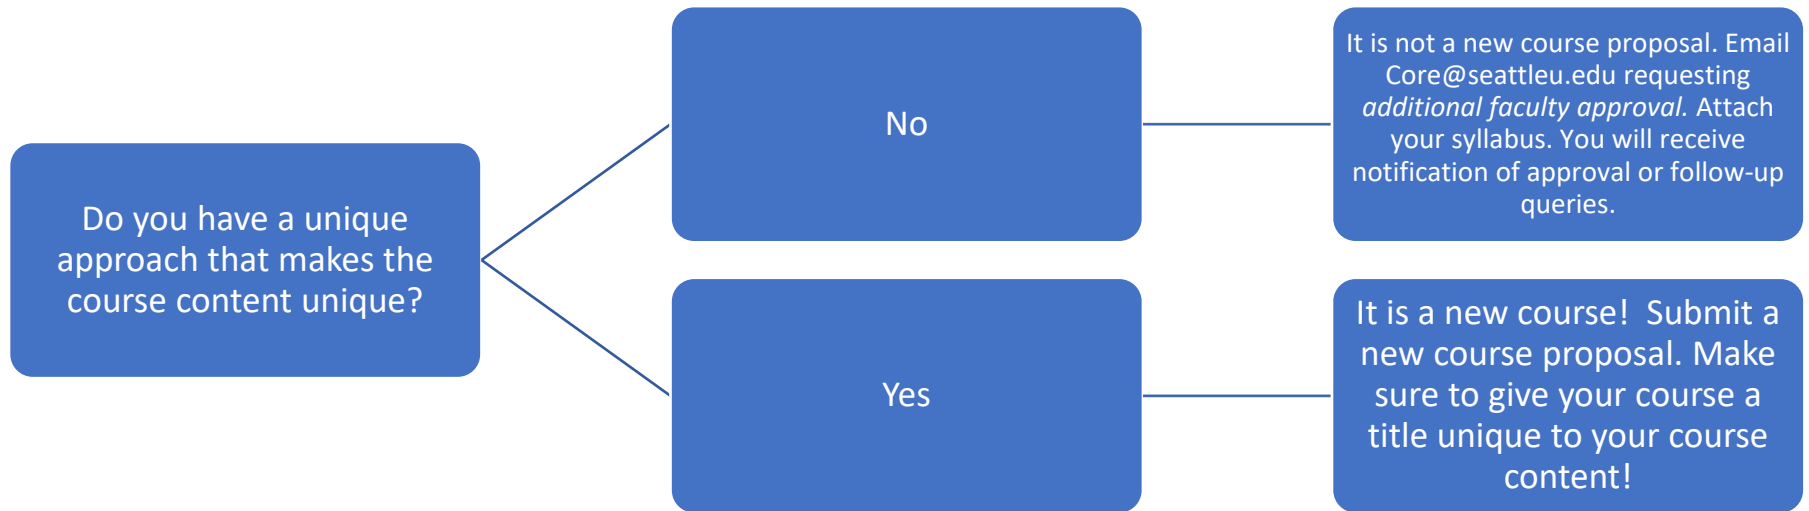 Do you have a unique
approach that makes the
course content unique?
No
It is not a new course proposal. Email
Core@seattleu.edu requesting
additional faculty approval. Attach
your syllabus. You will receive
notification of approval or follow-up
queries.
Yes
It is a new course!  Submit a
new course proposal. Make
sure to give your course a
title unique to your course
content!